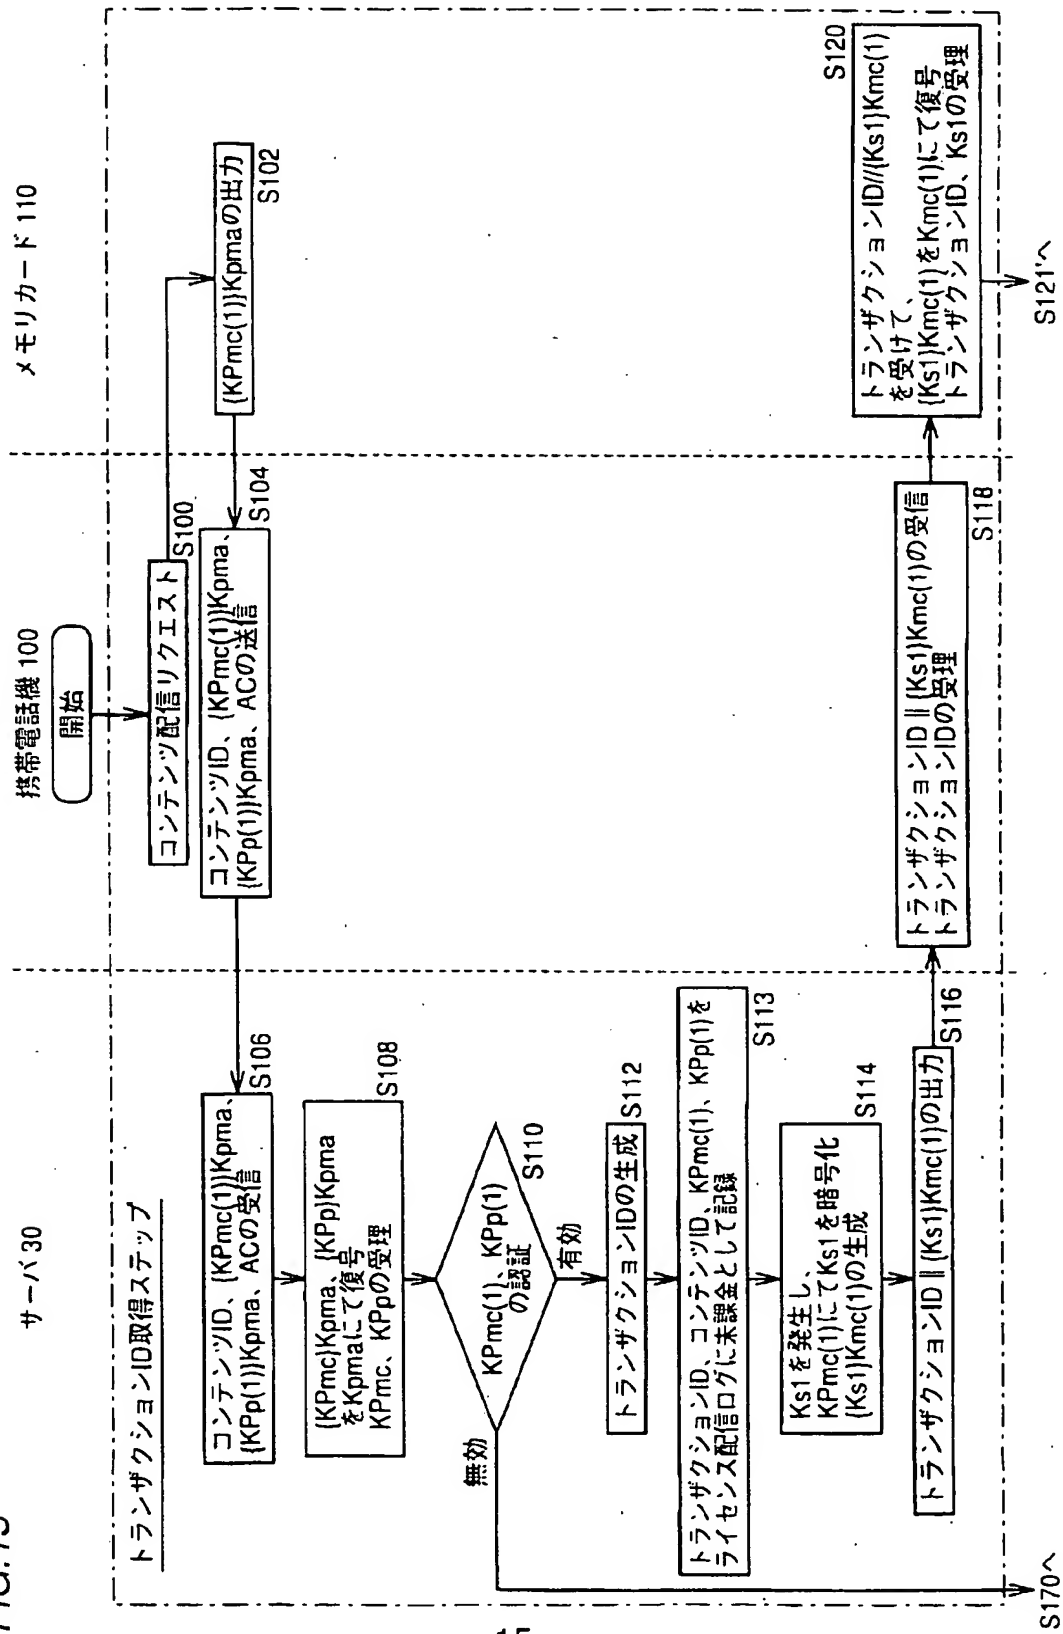 サーバ 30
携帯電話機 100
メモリカード 110
開始
トランザクションID取得ステップ
コンテンツ配信リクエスト
S100
{KPmc(1)}Kpmaの出力
S102
コンテンツID、{KPmc(1)}Kpma、
{KPp(1)}Kpma、ACの送信
S104
コンテンツID、{KPmc(1)}Kpma、
{KPp(1)}Kpma、ACの受信
S106
{KPmc}Kpma、{KPp}Kpma
をKpmaにて復号
KPmc、KPpの受理
S108
KPmc(1)、KPp(1)
の認証
S110
無効
有効
トランザクションIDの生成
S112
トランザクションID、コンテンツID、KPmc(1)、KPp(1)を
ライセンス配信ログに未課金として記録
S113
Ks1を発生し、
KPmc(1)にてKs1を暗号化
{Ks1}Kmc(1)の生成
S114
トランザクションID || {Ks1}Kmc(1)の出力
S116
トランザクションID || {Ks1}Kmc(1)の受信
トランザクションIDの受理
S118
トランザクションID//{Ks1}Kmc(1)
を受けて、
{Ks1}Kmc(1)をKmc(1)にて復号
トランザクションID、Ks1の受理
S120
S170へ
S121'へ